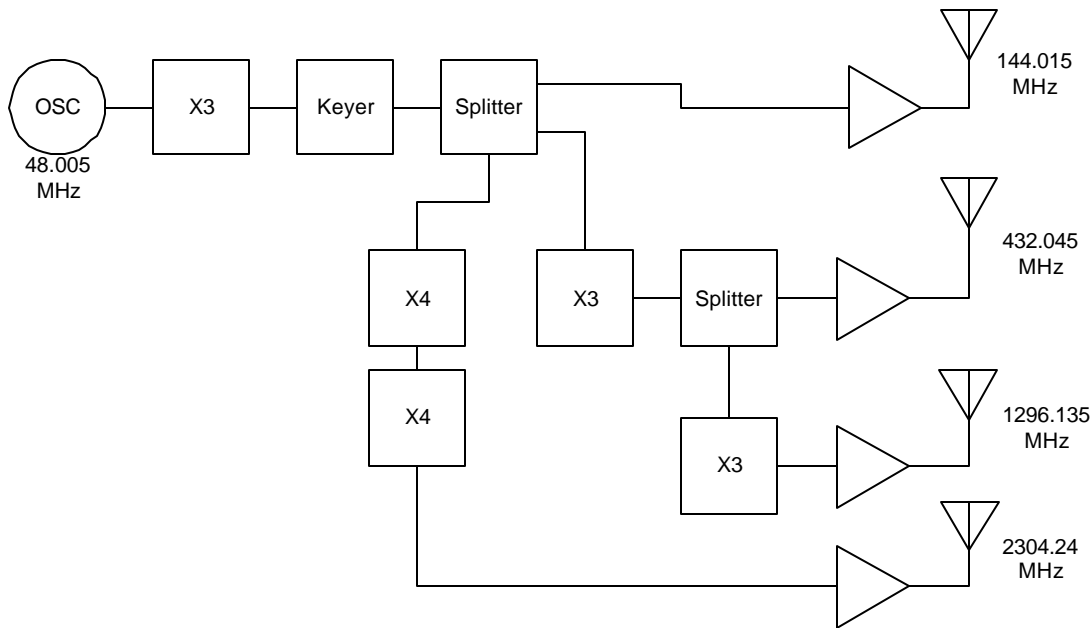 OSC
48.005
MHz
X3
Keyer
Splitter
144.015
MHz
X4
X3
Splitter
432.045
MHz
X4
X3
1296.135
MHz
2304.24
MHz